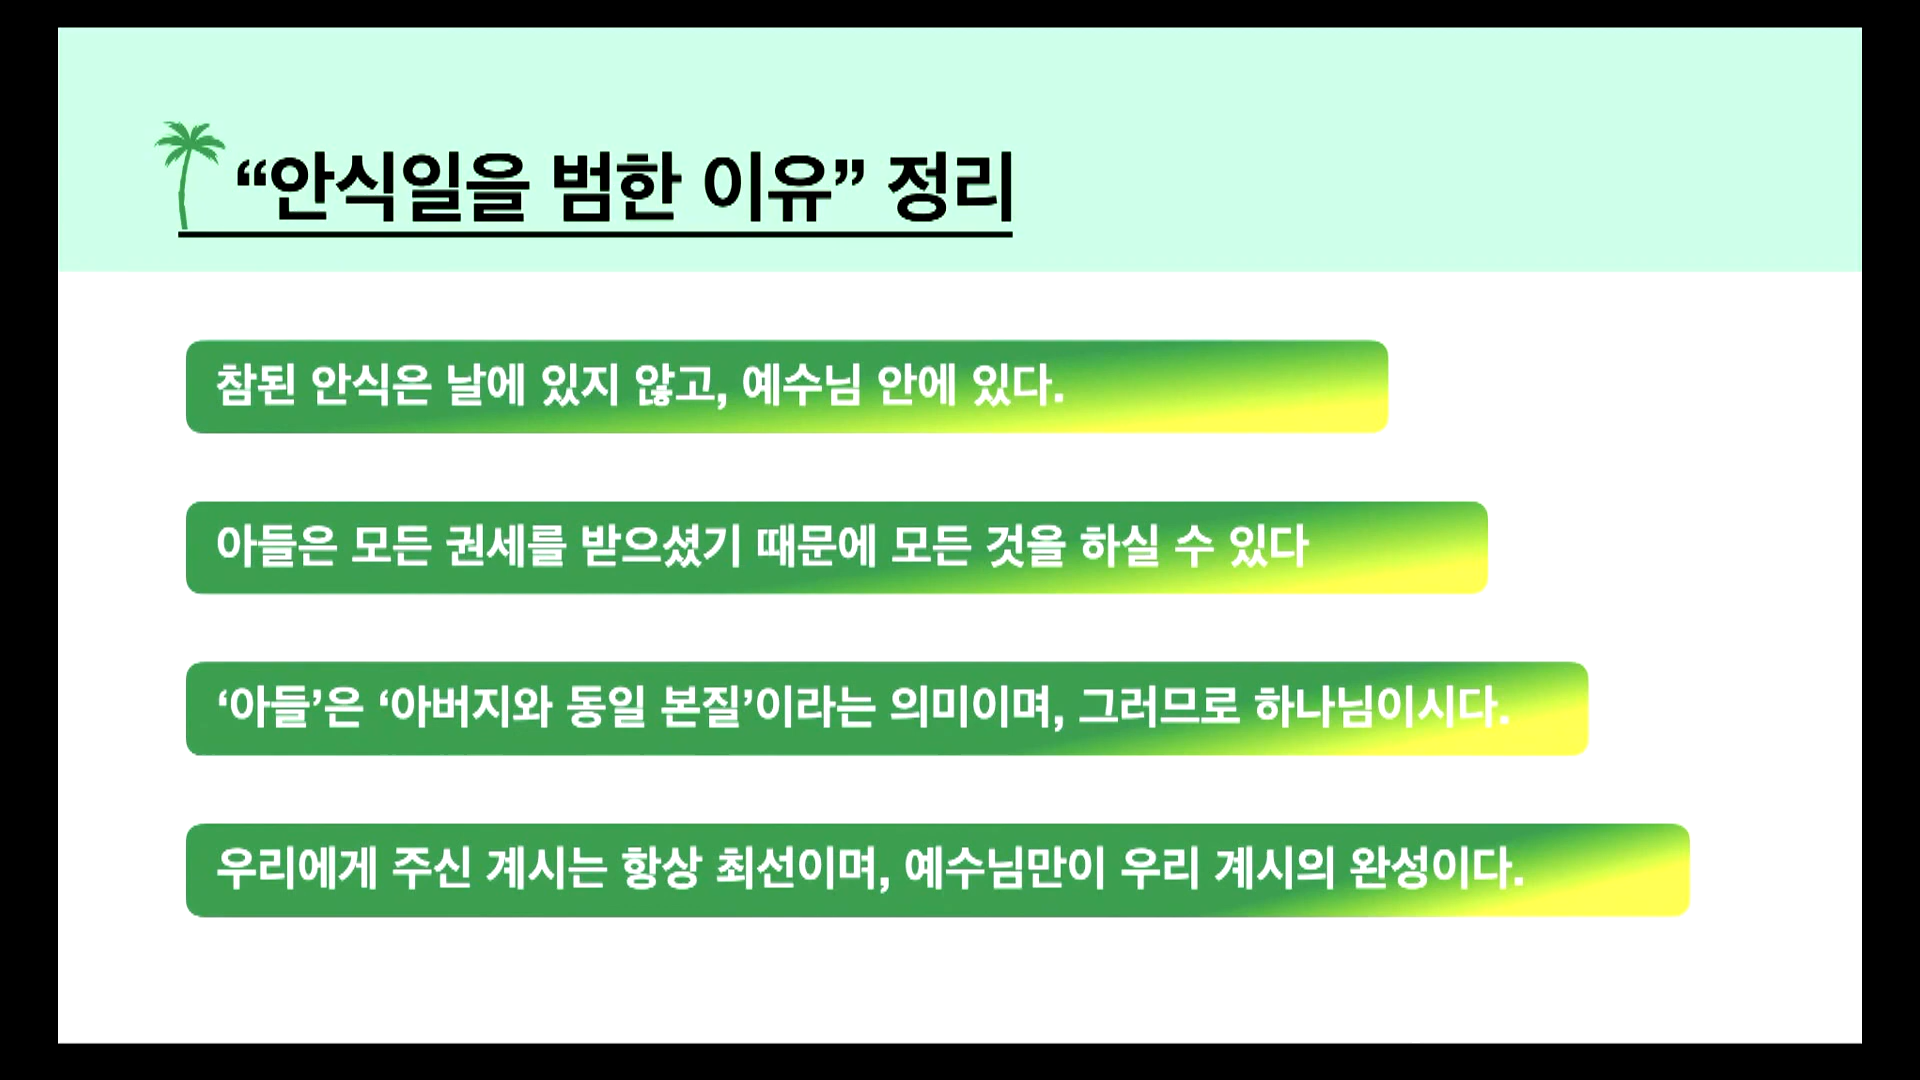 “안식일을 범한 이유” 정리
참된 안식은 날에 있지 않고, 예수님 안에 있다.
아들은 모든 권세를 받으셨기 때문에 모든 것을 하실 수 있다
‘아들’은 ‘아버지와 동일 본질’이라는 의미이며, 그러므로 하나님이시다.
우리에게 주신 계시는 항상 최선이며, 예수님만이 우리 계시의 완성이다.